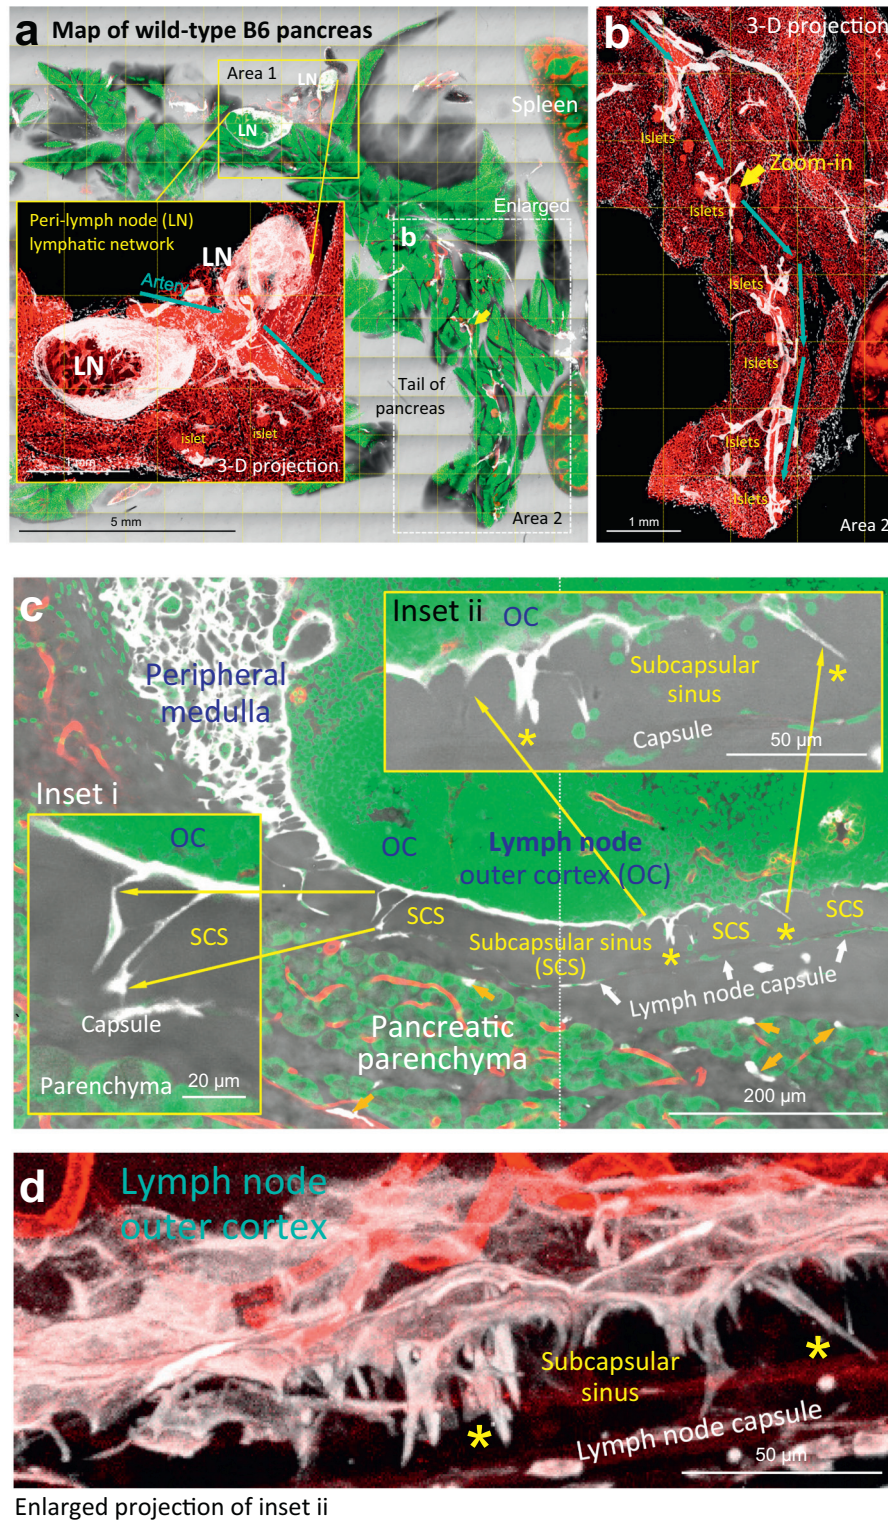 a Map of wild-type B6 pancreas
Area 1
LN
LN
Spleen
Enlarged
b
Peri-lymph node (LN)
lymphatic network
LN
Artery
LN
islet
islet
1 mm
3-D projection
Tail of
pancreas
5 mm
Area 2
b
3-D projection
Islets
Zoom-in
Islets
Islets
Islets
Islets
Islets
1 mm
Area 2
c
Peripheral
medulla
Inset ii
OC
Subcapsular
sinus
*
Capsule
50 µm
Inset i
OC
SCS
Capsule
Parenchyma
20 µm
OC
Lymph node
outer cortex (OC)
SCS
Subcapsular sinus
(SCS)
*
SCS
*
SCS
*
Lymph node capsule
Pancreatic
parenchyma
200 µm
d
Lymph node
outer cortex
Subcapsular
sinus
*
*
Lymph node capsule
50 µm
Enlarged projection of inset ii